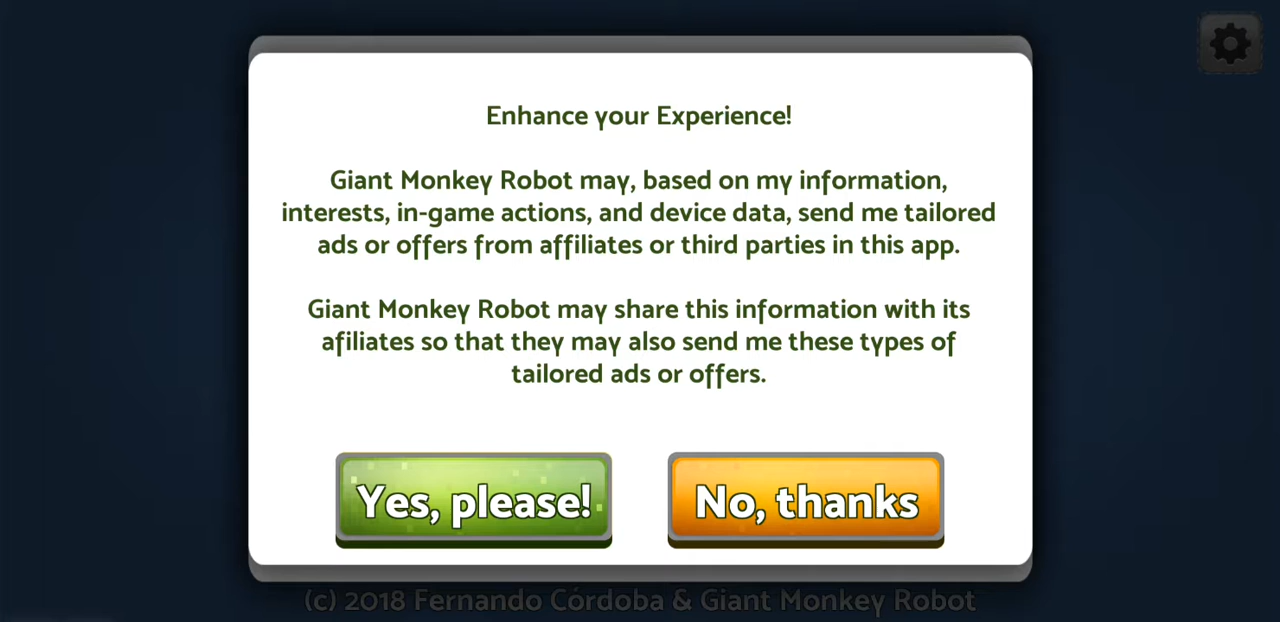 Enhance your Experience!
Giant Monkey Robot may, based on my information,
interests, in-game actions, and device data, send me tailored
ads or offers from affiliates or third parties in this app.
Giant Monkey Robot may share this information with its
afiliates so that they may also send me these types of
tailored ads or offers.
Yes, please!
No, thanks
(c) 2018 Fernando Córdoba & Giant Monkey Robot